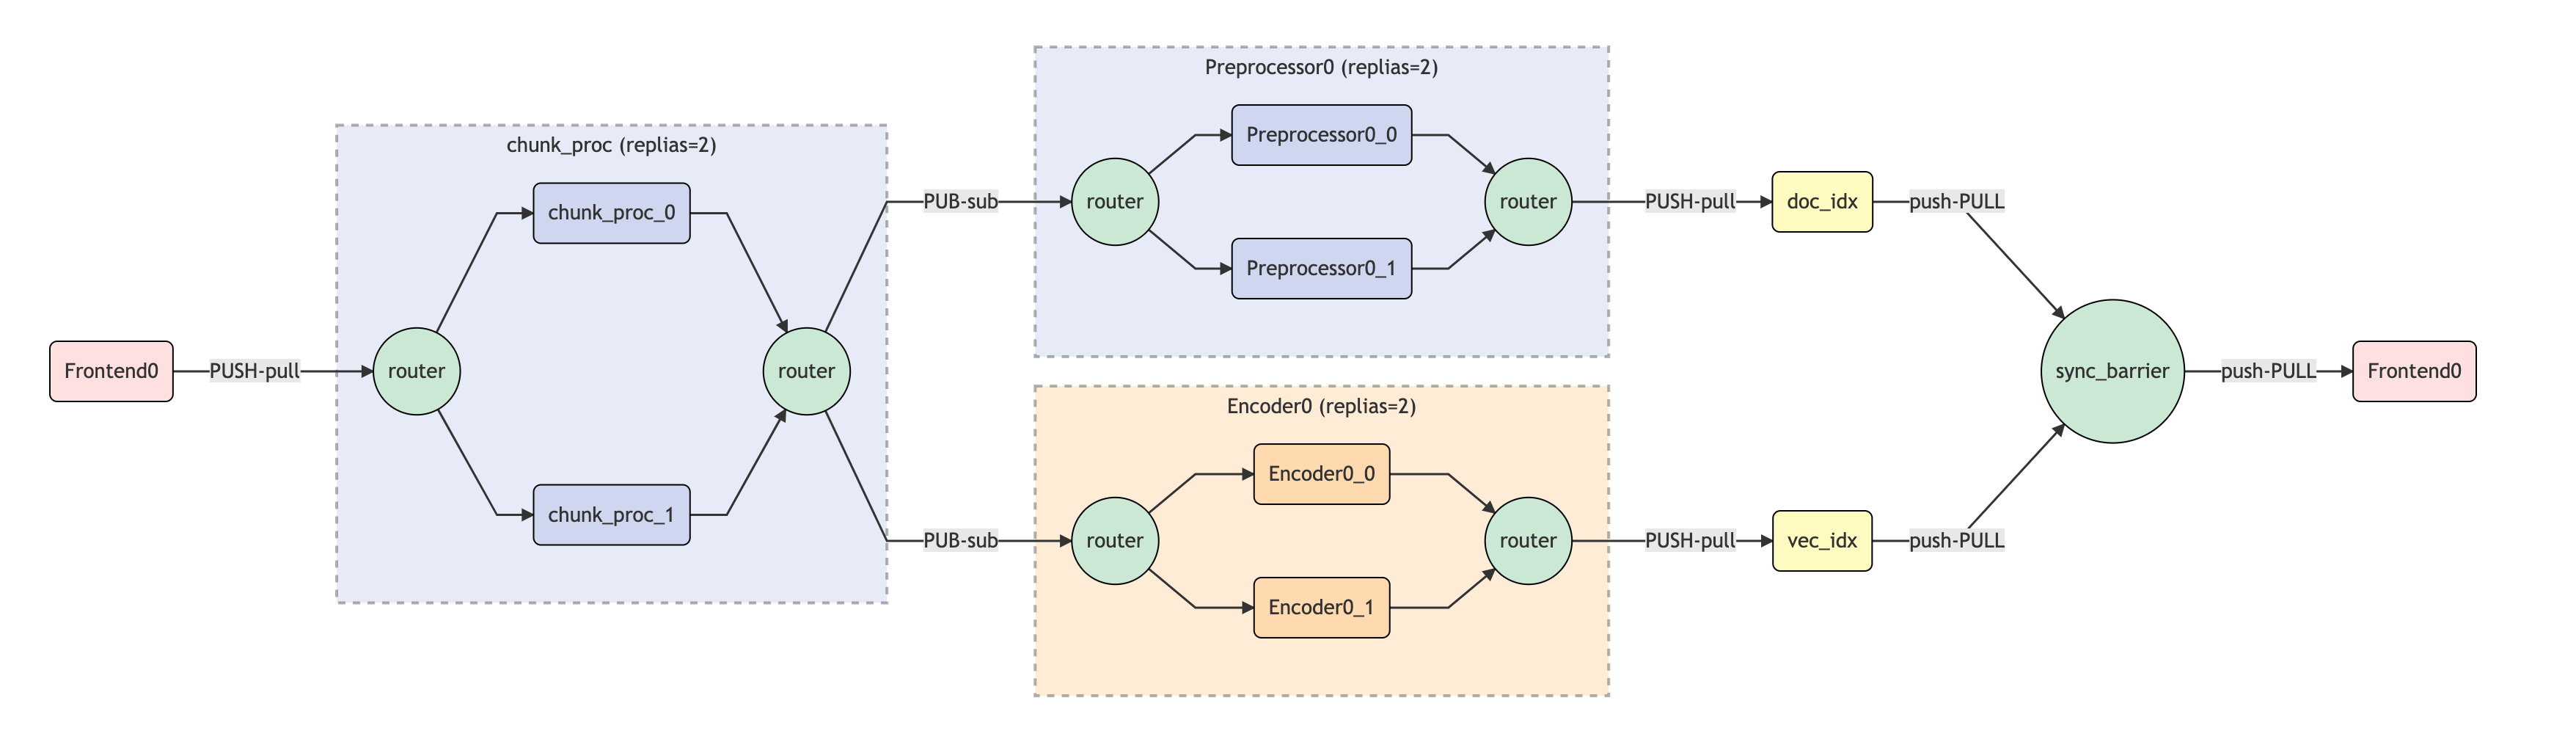 Frontend0
PUSH-pull
chunk_proc (replias=2)
router
chunk_proc_0
chunk_proc_1
router
PUB-sub
PUB-sub
Preprocessor0 (replias=2)
router
Preprocessor0_0
Preprocessor0_1
router
Encoder0 (replias=2)
router
Encoder0_0
Encoder0_1
router
PUSH-pull
doc_idx
push-PULL
PUSH-pull
vec_idx
push-PULL
sync_barrier
push-PULL
Frontend0